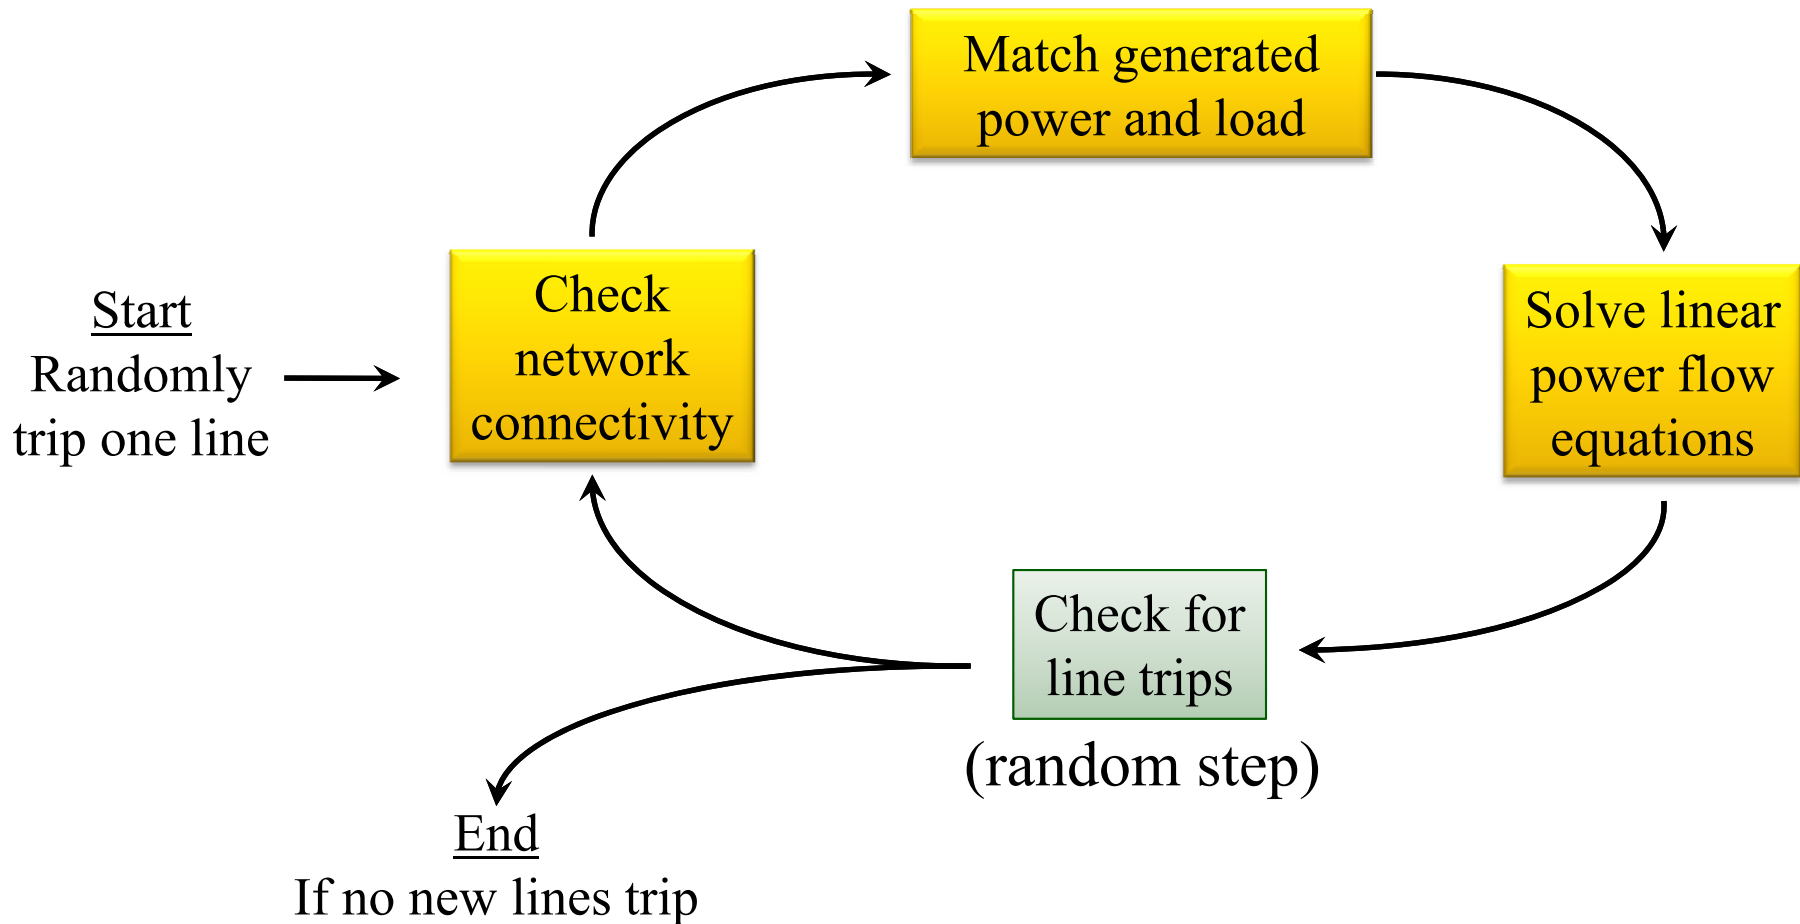 Start
Randomly
trip one line
Check
network
connectivity
Match generated
power and load
Solve linear
power flow
equations
Check for
line trips
(random step)
End
If no new lines trip